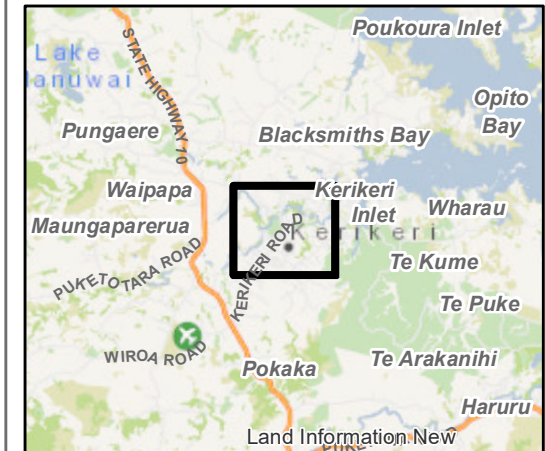 Poukoura Inlet
Lake
Manuwai
STATE HIGHWAY 10
Opito
Bay
Pungaere
Blacksmiths Bay
Waipapa
Kerikeri
Inlet
Wharau
Maungaparerua
Kerikeri
KERIKERI ROAD
PUKETOTARA ROAD
Te Kume
Te Puke
WIROA ROAD
Pokaka
Te Arakanihi
Haruru
Land Information New